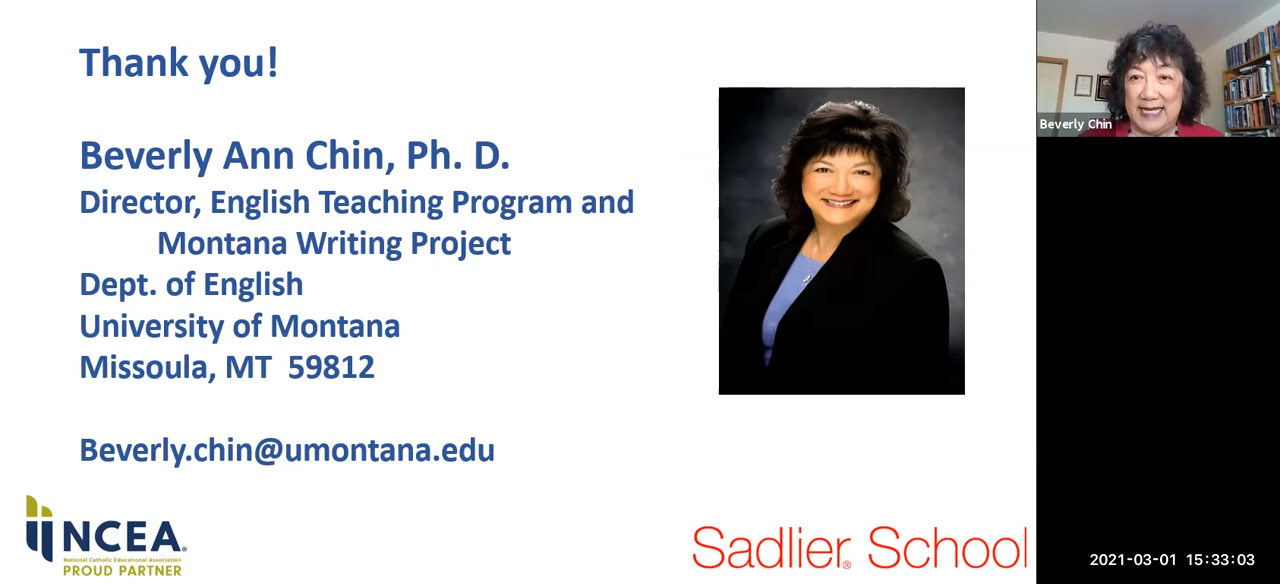 Thank you!
Beverly Ann Chin, Ph. D.
Director, English Teaching Program and
Montana Writing Project
Dept. of English
University of Montana
Missoula, MT 59812
Beverly.chin@umontana.edu
NCEA®
National Catholic Educational Association
PROUD PARTNER
Sadlier® School
Beverly Chin
2021-03-01 15:33:03